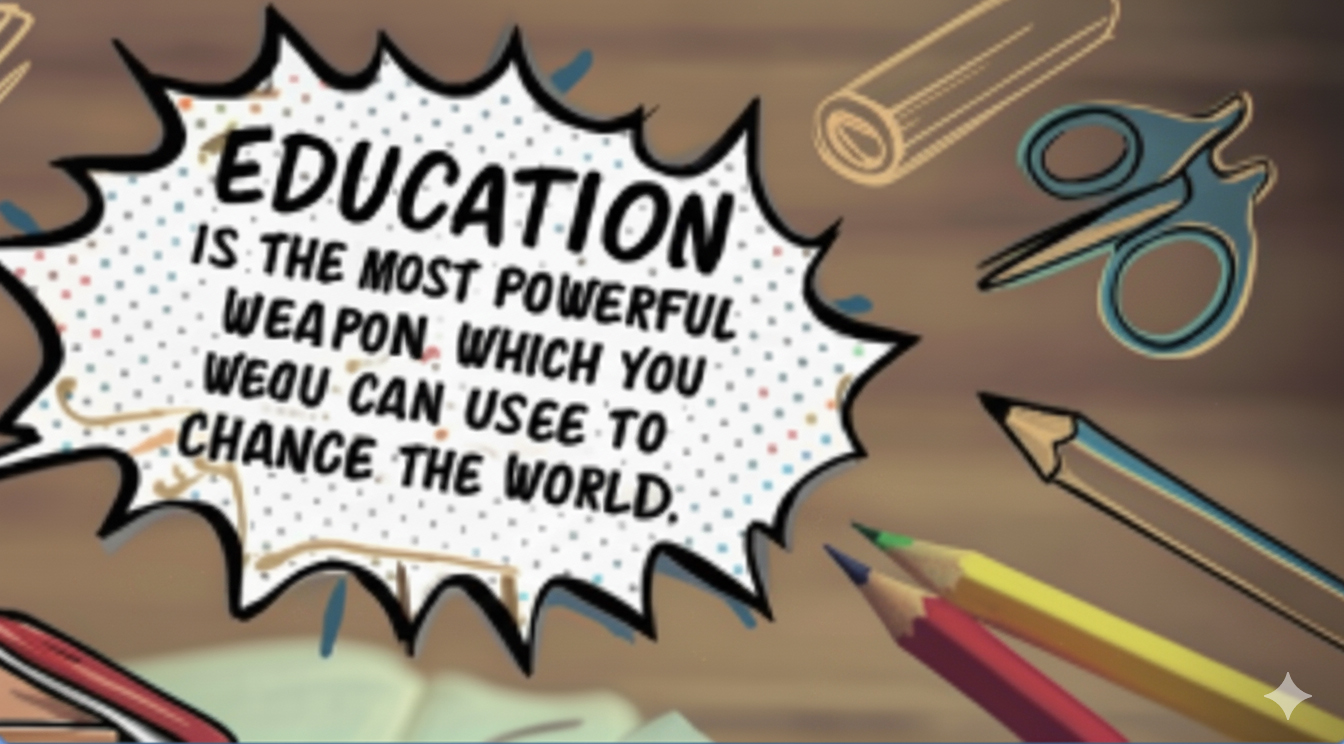 EDUCATION
IS THE MOST POWERFUL
WEAPON WHICH YOU
WEOU CAN USEE TO
CHANCE THE WORLD.